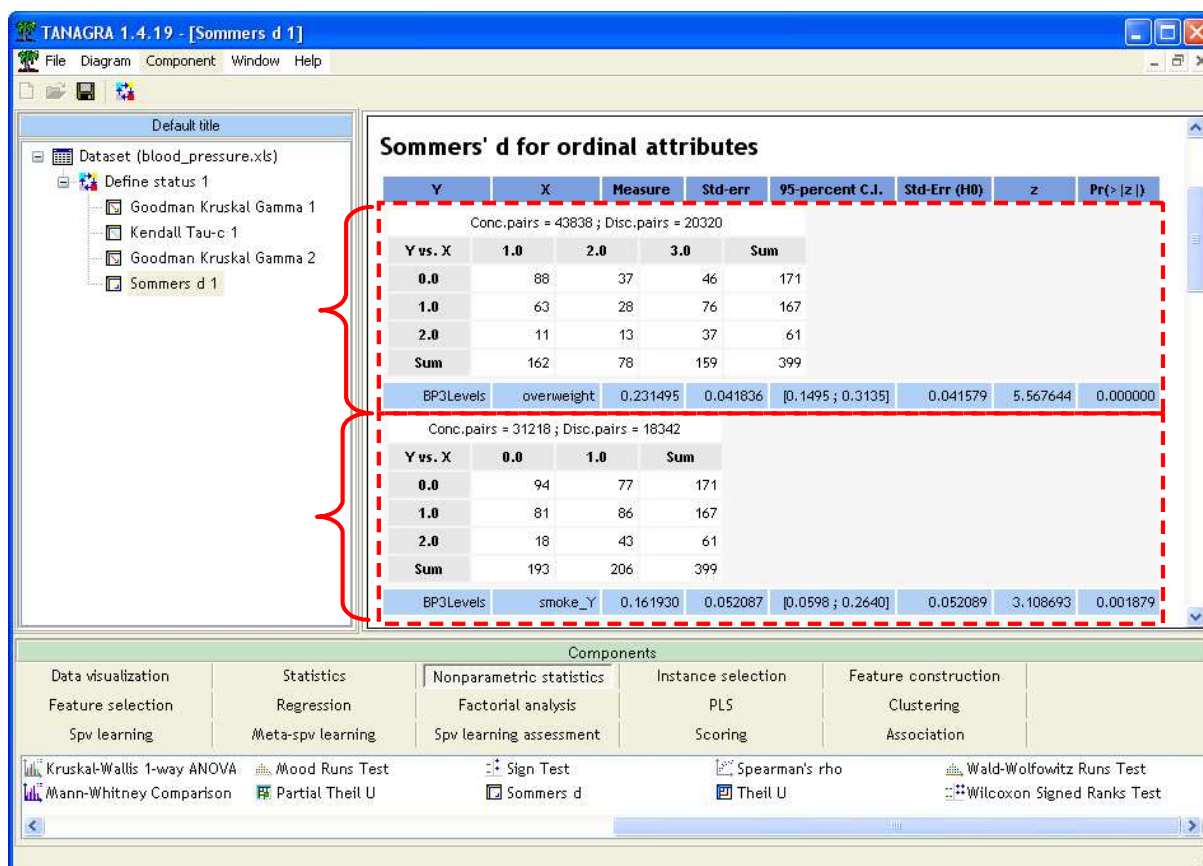 TANAGRA 1.4.19 - [Sommers d 1]
File Diagram Component Window Help
Default title
Dataset (blood_pressure.xls)
Define status 1
Goodman Kruskal Gamma 1
Kendall Tau-c 1
Goodman Kruskal Gamma 2
Sommers d 1
Sommers' d for ordinal attributes
Y X Measure Std-err 95-percent C.I. Std-Err (H0) z Pr(>|z|)
Conc.pairs = 43838 ; Disc.pairs = 20320
Y vs. X 1.0 2.0 3.0 Sum
0.0 88 37 46 171
1.0 63 28 76 167
2.0 11 13 37 61
Sum 162 78 159 399
BP3Levels overweight 0.231495 0.041836 [0.1495 ; 0.3135] 0.041579 5.567644 0.000000
Conc.pairs = 31218 ; Disc.pairs = 18342
Y vs. X 0.0 1.0 Sum
0.0 94 77 171
1.0 81 86 167
2.0 18 43 61
Sum 193 206 399
BP3Levels smoke_Y 0.161930 0.052087 [0.0598 ; 0.2640] 0.052089 3.108693 0.001879
Components
Data visualization Statistics Nonparametric statistics Instance selection Feature construction
Feature selection Regression Factorial analysis PLS Clustering
Spv learning Meta-spv learning Spv learning assessment Scoring Association
Kruskal-Wallis 1-way ANOVA Mood Runs Test Sign Test Spearman's rho Wald-Wolfowitz Runs Test
Mann-Whitney Comparison Partial Theil U Sommers d Theil U Wilcoxon Signed Ranks Test